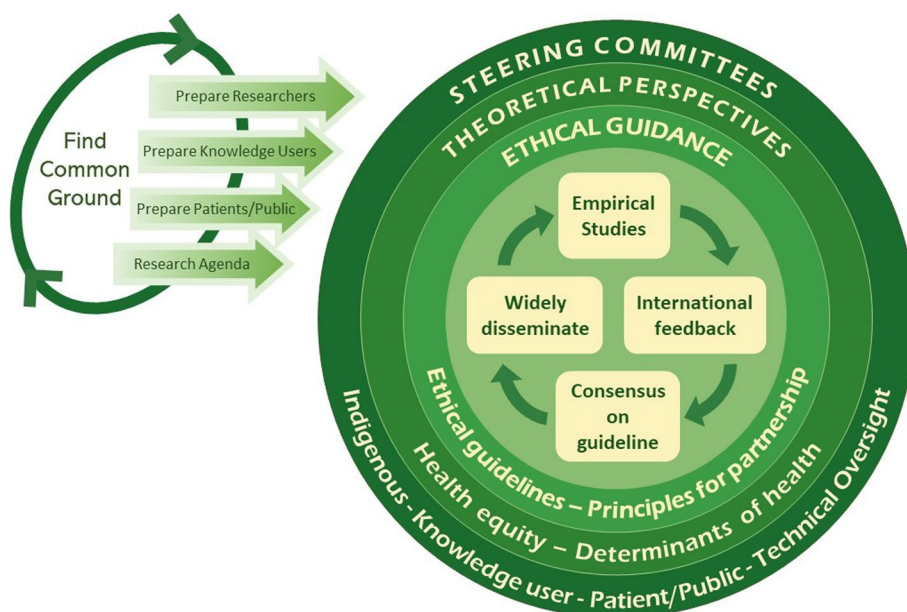 Find
Common
Ground
Prepare Researchers
Prepare Knowledge Users
Prepare Patients/Public
Research Agenda
STEERING COMMITTEES
THEORETICAL PERSPECTIVES
ETHICAL GUIDANCE
Empirical
Studies
International
feedback
Consensus
on
guideline
Widely
disseminate
Ethical guidelines – Principles for partnership
Health equity – Determinants of health
Indigenous - Knowledge user - Patient/Public - Technical Oversight